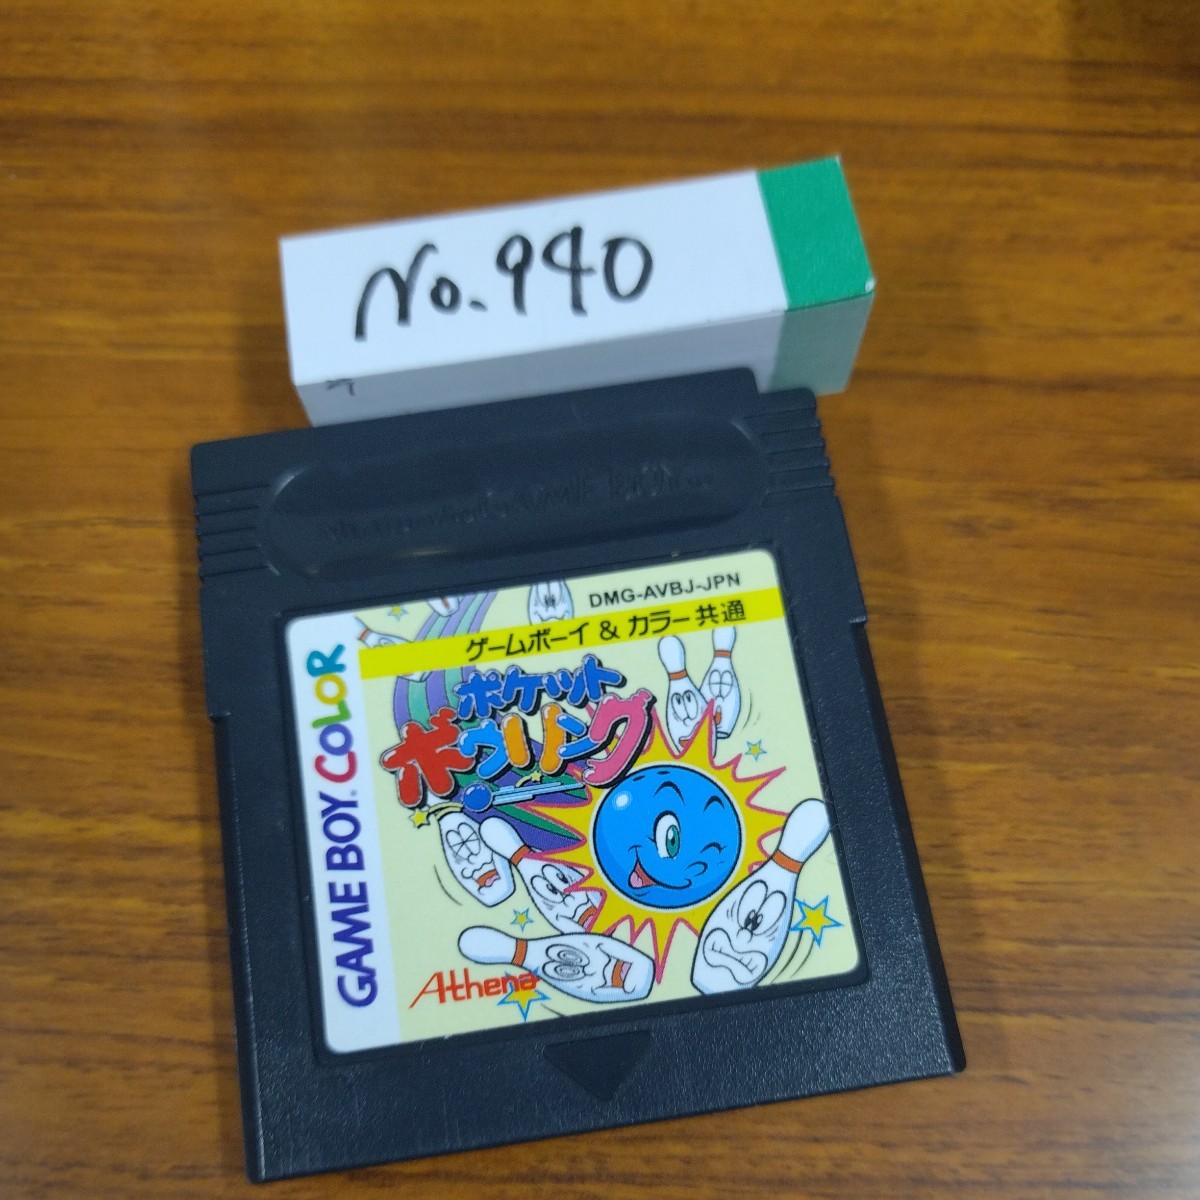 No.940
DMG-AVBJ-JPN
ゲームボーイ & カラー共通
ポケット
ボウリング
GAME BOY COLOR
Athena